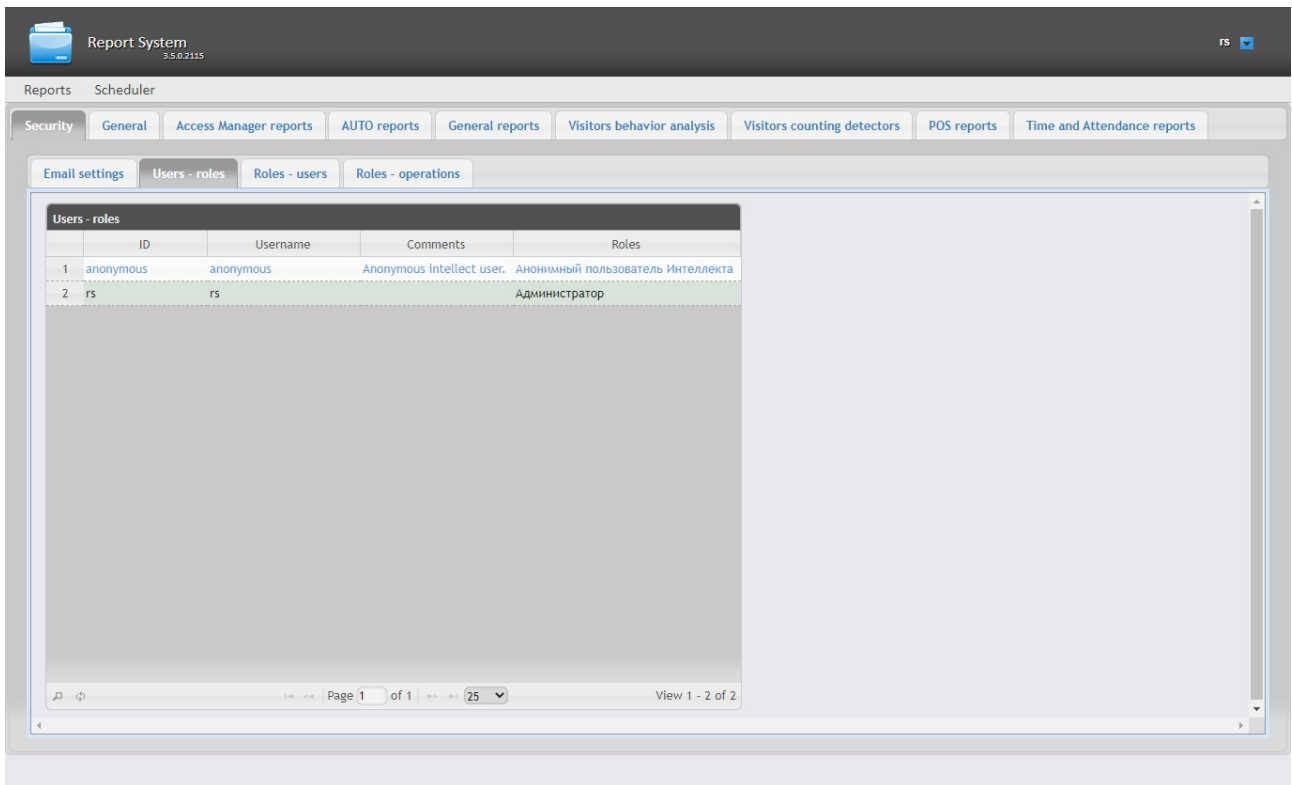 Report System
3.5.0.2115
rs
Reports Scheduler
Security General Access Manager reports AUTO reports General reports Visitors behavior analysis Visitors counting detectors POS reports Time and Attendance reports
Email settings Users - roles Roles - users Roles - operations
Users - roles
ID Username Comments Roles
1 anonymous anonymous Anonymous intellect user. Анонимный пользователь Интеллекта
2 rs rs Администратор
Page 1 of 1 25 View 1 - 2 of 2